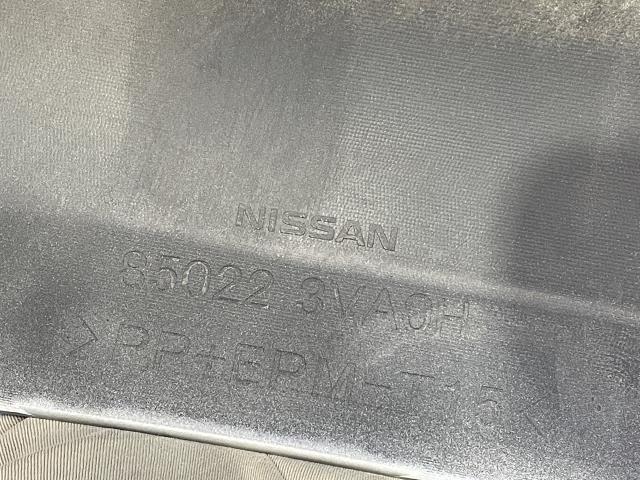 NISSAN
85022 3VA0H
>PP+EPM-T15<